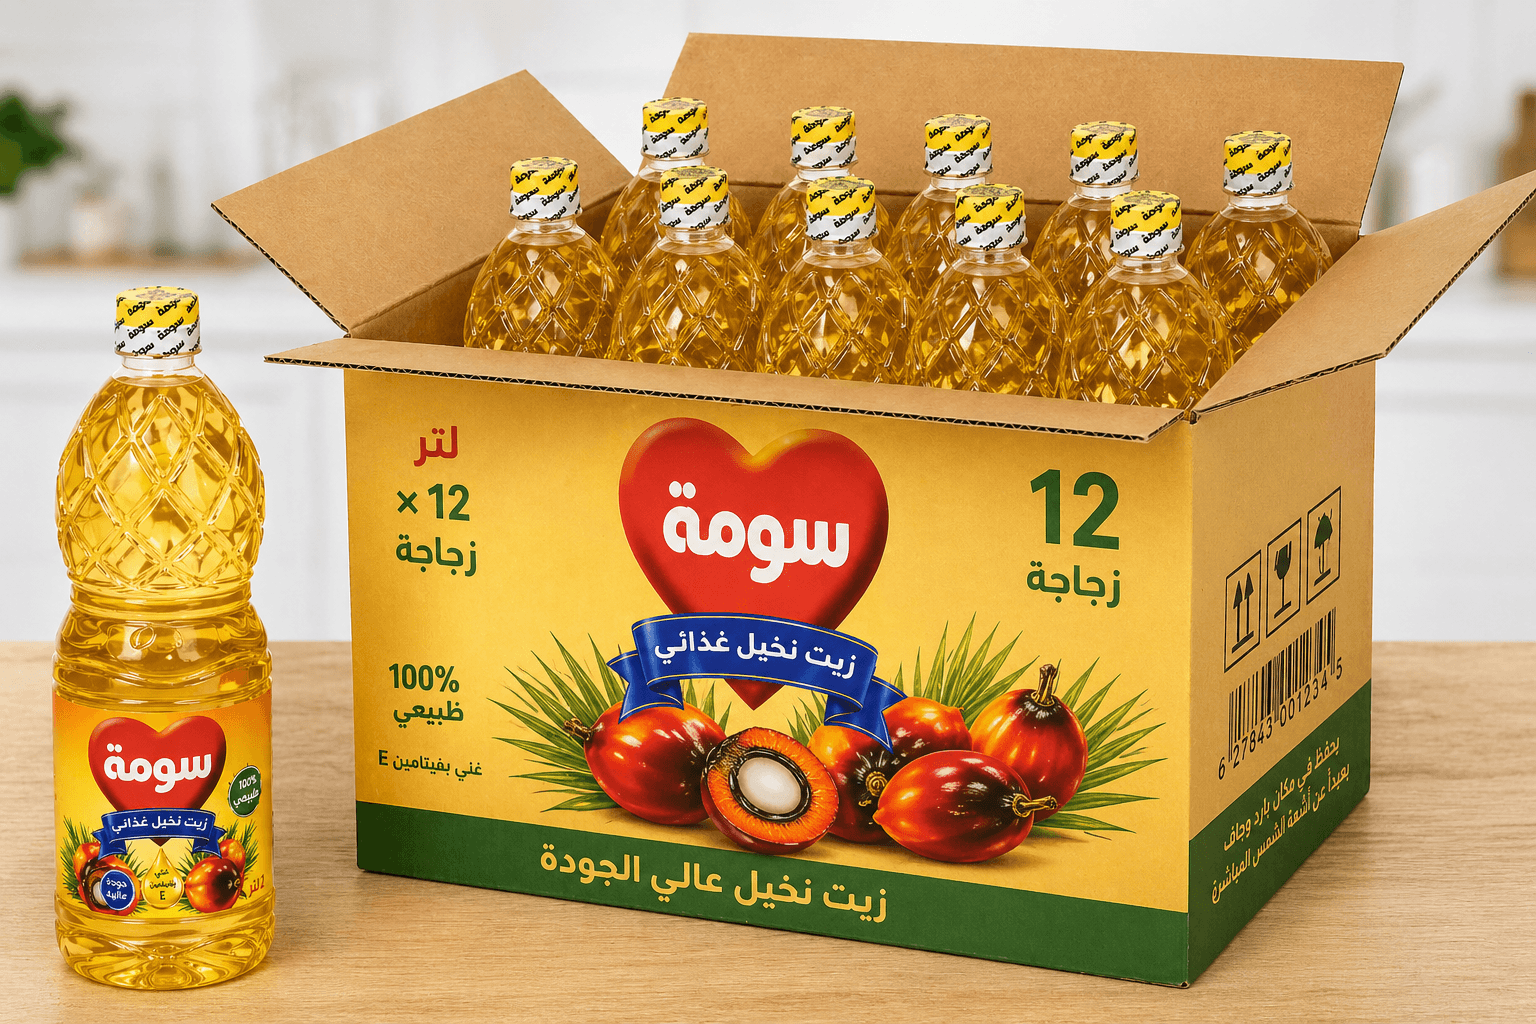 سومة
زيت نخيل غذائي
100%
طبيعي
جودة
عالية
غني
بفيتامين
E
2 لتر
لتر
× 12
زجاجة
100%
طبيعي
غني بفيتامين E
سومة
زيت نخيل غذائي
12
زجاجة
زيت نخيل عالي الجودة
6 27843 001234 5
يحفظ في مكان بارد وجاف
بعيداً عن أشعة الشمس المباشرة